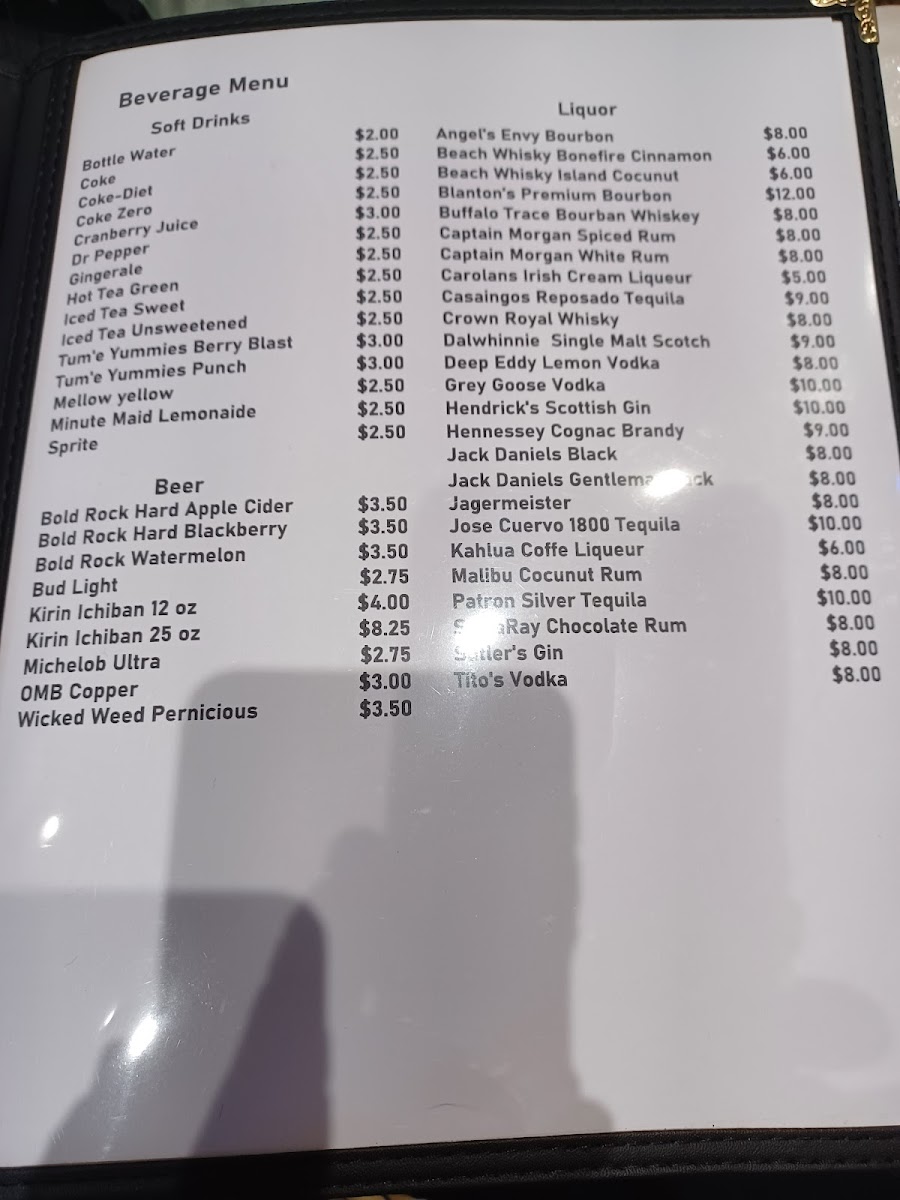 Beverage Menu
Soft Drinks
Bottle Water $2.00
Coke $2.50
Coke-Diet $2.50
Coke Zero $2.50
Cranberry Juice $3.00
Dr Pepper $2.50
Gingerale $2.50
Hot Tea Green $2.50
Iced Tea Sweet $2.50
Iced Tea Unsweetened $2.50
Tum'e Yummies Berry Blast $3.00
Tum'e Yummies Punch $3.00
Mellow yellow $2.50
Minute Maid Lemonaide $2.50
Sprite $2.50
Beer
Bold Rock Hard Apple Cider $3.50
Bold Rock Hard Blackberry $3.50
Bold Rock Watermelon $3.50
Bud Light $2.75
Kirin Ichiban 12 oz $4.00
Kirin Ichiban 25 oz $8.25
Michelob Ultra $2.75
OMB Copper $3.00
Wicked Weed Pernicious $3.50
Liquor
Angel's Envy Bourbon $8.00
Beach Whisky Bonefire Cinnamon $6.00
Beach Whisky Island Cocunut $6.00
Blanton's Premium Bourbon $12.00
Buffalo Trace Bourban Whiskey $8.00
Captain Morgan Spiced Rum $8.00
Captain Morgan White Rum $8.00
Carolans Irish Cream Liqueur $5.00
Casaingos Reposado Tequila $9.00
Crown Royal Whisky $8.00
Dalwhinnie Single Malt Scotch $9.00
Deep Eddy Lemon Vodka $8.00
Grey Goose Vodka $10.00
Hendrick's Scottish Gin $10.00
Hennessey Cognac Brandy $9.00
Jack Daniels Black $8.00
Jack Daniels $8.00
Jagermeister $8.00
Jose Cuervo 1800 Tequila $10.00
Kahlua Coffe Liqueur $6.00
Malibu Cocunut Rum $8.00
Patron Silver Tequila $10.00
Chocolate Rum $8.00
Gin $8.00
Tito's Vodka $8.00